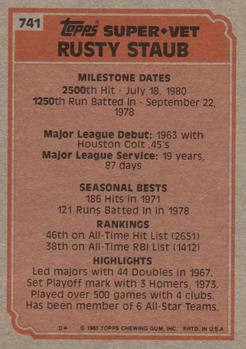 741
Topps SUPER•VET
RUSTY STAUB
MILESTONE DATES
2500th Hit - July 18, 1980
1250th Run Batted In - September 22,
1978
Major League Debut: 1963 with
Houston Colt .45's
Major League Service: 19 years,
87 days
SEASONAL BESTS
186 Hits in 1971
121 Runs Batted In in 1978
RANKINGS
46th on All-Time Hit List (2651)
38th on All-Time RBI List (1412)
HIGHLIGHTS
Led majors with 44 Doubles in 1967.
Set Playoff mark with 3 Homers, 1973.
Played over 500 games with 4 clubs.
Has been member of 6 All-Star Teams.
D* © 1983 TOPPS CHEWING GUM, INC. PRTD. IN U.S.A.